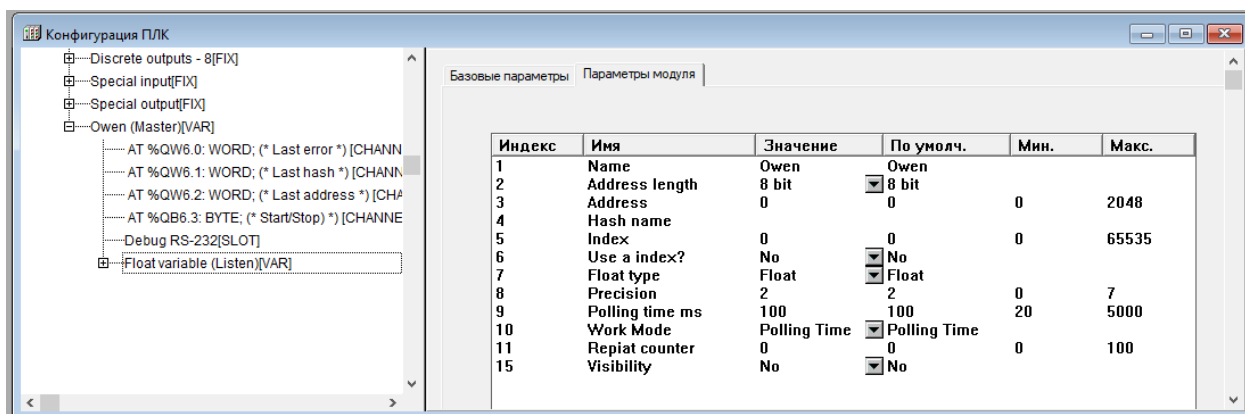 Конфигурация ПЛК
Discrete outputs - 8[FIX]
Special input[FIX]
Special output[FIX]
Owen (Master)[VAR]
AT %QW6.0: WORD; (* Last error *) [CHANN
AT %QW6.1: WORD; (* Last hash *) [CHANN
AT %QW6.2: WORD; (* Last address *) [CHA
AT %QB6.3: BYTE; (* Start/Stop) *) [CHANNE
Debug RS-232[SLOT]
Float variable (Listen)[VAR]
Базовые параметры Параметры модуля
Индекс Имя Значение По умолч. Мин. Макс.
1 Name Owen Owen
2 Address length 8 bit 8 bit
3 Address 0 0 0 2048
4 Hash name
5 Index 0 0 0 65535
6 Use a index? No No
7 Float type Float Float
8 Precision 2 2 0 7
9 Polling time ms 100 100 20 5000
10 Work Mode Polling Time Polling Time
11 Repiat counter 0 0 0 100
15 Visibility No No